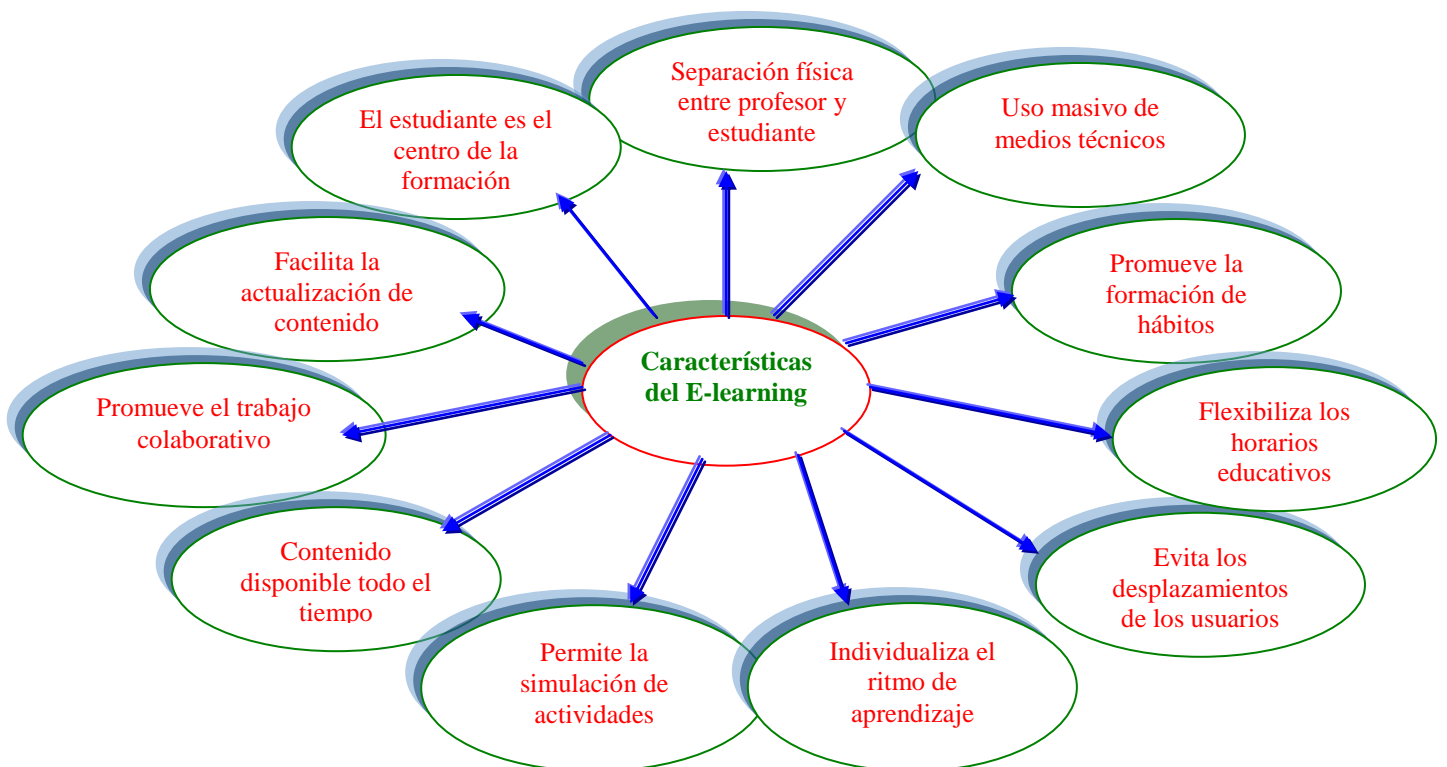 Separación física
entre profesor y
estudiante
Uso masivo de
medios técnicos
El estudiante es el
centro de la
formación
Promueve la
formación de
hábitos
Facilita la
actualización de
contenido
Características
del E-learning
Promueve el trabajo
colaborativo
Flexibiliza los
horarios
educativos
Contenido
disponible todo el
tiempo
Evita los
desplazamientos
de los usuarios
Permite la
simulación de
actividades
Individualiza el
ritmo de
aprendizaje